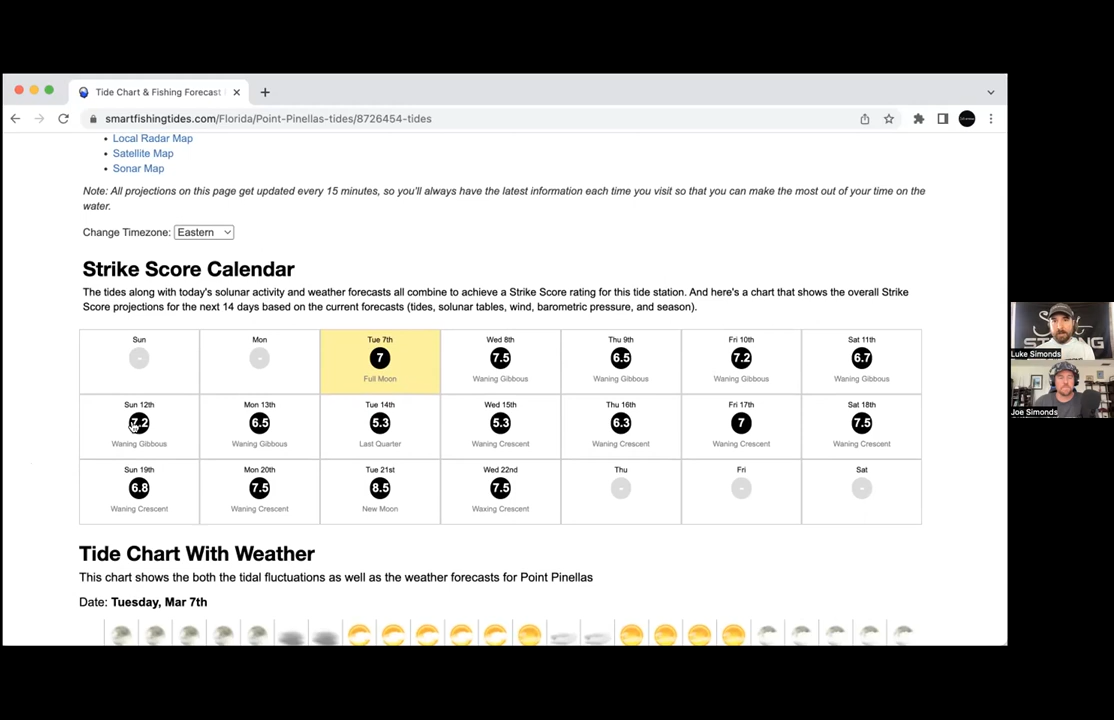 Tide Chart & Fishing Forecast
smartfishingtides.com/Florida/Point-Pinellas-tides/8726454-tides
Local Radar Map
Satellite Map
Sonar Map
Note: All projections on this page get updated every 15 minutes, so you'll always have the latest information each time you visit so that you can make the most out of your time on the
water.
Change Timezone: Eastern
Strike Score Calendar
The tides along with today's solunar activity and weather forecasts all combine to achieve a Strike Score rating for this tide station. And here's a chart that shows the overall Strike
Score projections for the next 14 days based on the current forecasts (tides, solunar tables, wind, barometric pressure, and season).
Sun Mon Tue 7th Wed 8th Thu 9th Fri 10th Sat 11th
- - 7 7.5 6.5 7.2 6.7
Full Moon Waning Gibbous Waning Gibbous Waning Gibbous Waning Gibbous
Sun 12th Mon 13th Tue 14th Wed 15th Thu 16th Fri 17th Sat 18th
7.2 6.5 5.3 5.3 6.3 7 7.5
Waning Gibbous Waning Gibbous Last Quarter Waning Crescent Waning Crescent Waning Crescent Waning Crescent
Sun 19th Mon 20th Tue 21st Wed 22nd Thu Fri Sat
6.8 7.5 8.5 7.5 - - -
Waning Crescent Waning Crescent New Moon Waxing Crescent
Tide Chart With Weather
This chart shows the both the tidal fluctuations as well as the weather forecasts for Point Pinellas
Date: Tuesday, Mar 7th
Luke Simonds
Joe Simonds